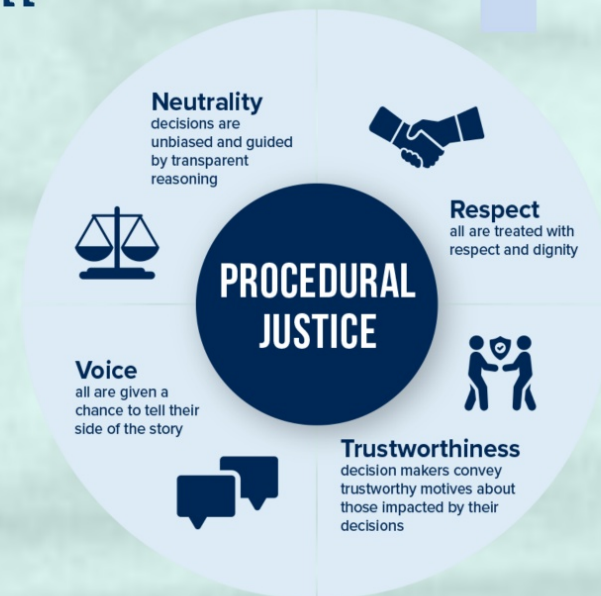 Neutrality
decisions are
unbiased and guided
by transparent
reasoning
Respect
all are treated with
respect and dignity
PROCEDURAL
JUSTICE
Voice
all are given a
chance to tell their
side of the story
Trustworthiness
decision makers convey
trustworthy motives about
those impacted by their
decisions